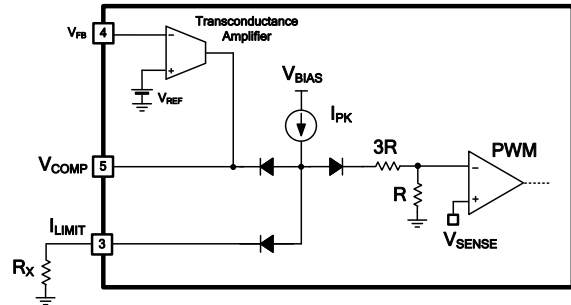 Transconductance
Amplifier
VFB
4
−
+
VREF
VBIAS
IPK
VCOMP
5
3R
R
PWM
−
+
VSENSE
ILIMIT
3
RX